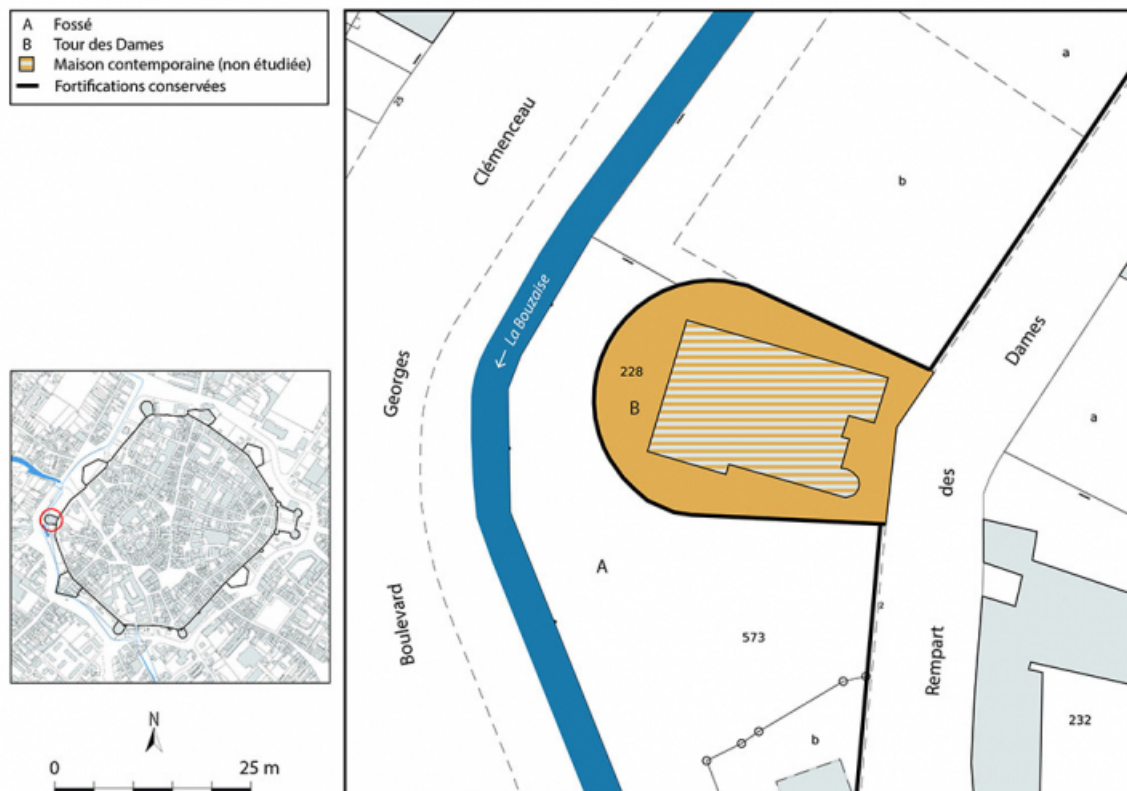 A Fossé
B Tour des Dames
Maison contemporaine (non étudiée)
Fortifications conservées
N
0 25 m
25
Clémenceau
Georges
Boulevard
← La Bouzaise
a
b
228
B
A
573
2
b
Dames
des
Rempart
a
232